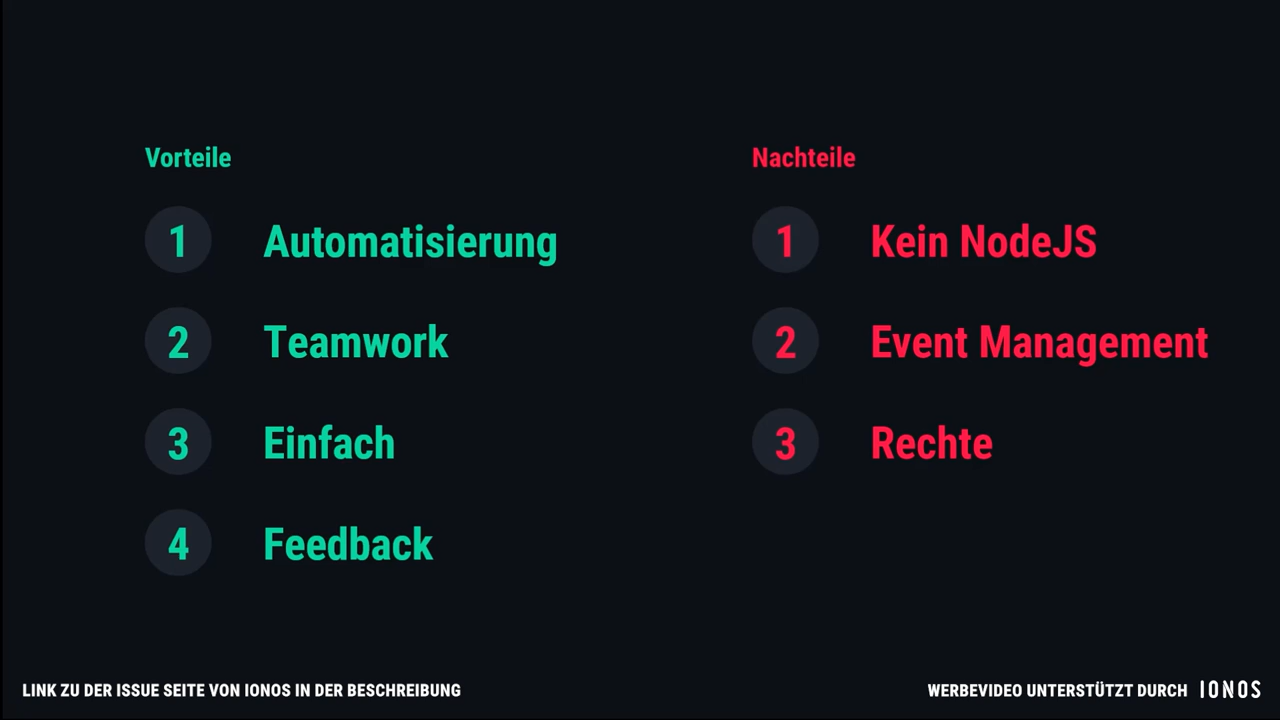 Vorteile
1 Automatisierung
2 Teamwork
3 Einfach
4 Feedback
Nachteile
1 Kein NodeJS
2 Event Management
3 Rechte
LINK ZU DER ISSUE SEITE VON IONOS IN DER BESCHREIBUNG
WERBEVIDEO UNTERSTÜTZT DURCH IONOS